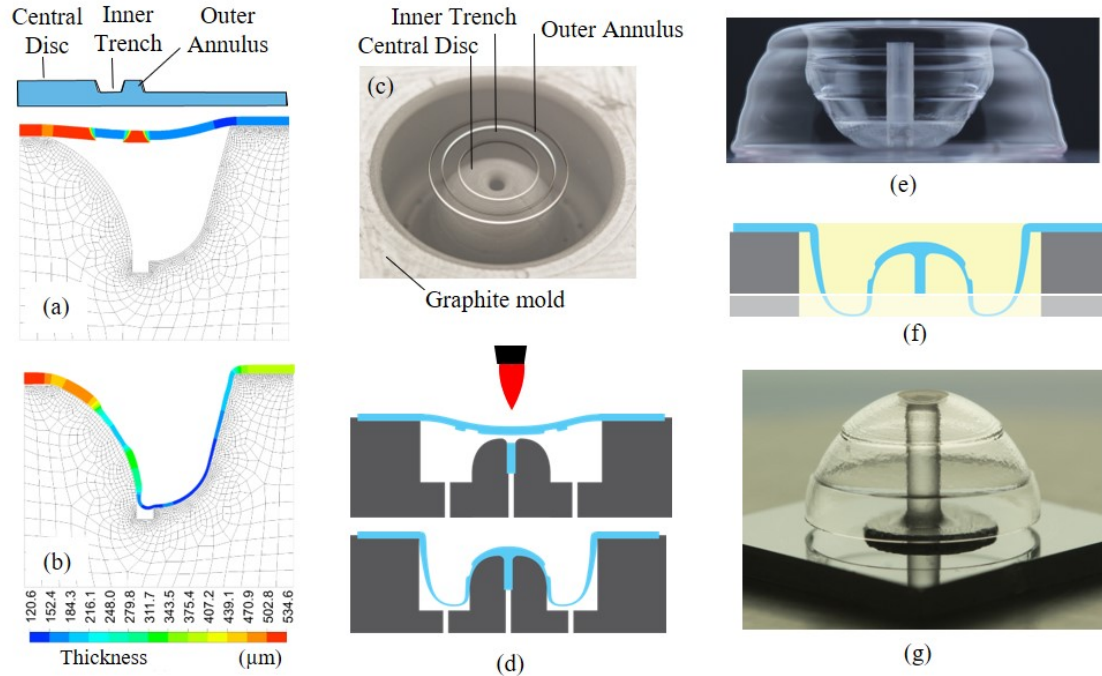 Central
Disc
Inner
Trench
Outer
Annulus
(a)
(b)
120.6
152.4
184.3
216.1
248.0
279.8
311.7
343.5
375.4
407.2
439.1
470.9
502.8
534.6
Thickness (μm)
Inner Trench
Central Disc
Outer Annulus
(c)
Graphite mold
(d)
(e)
(f)
(g)